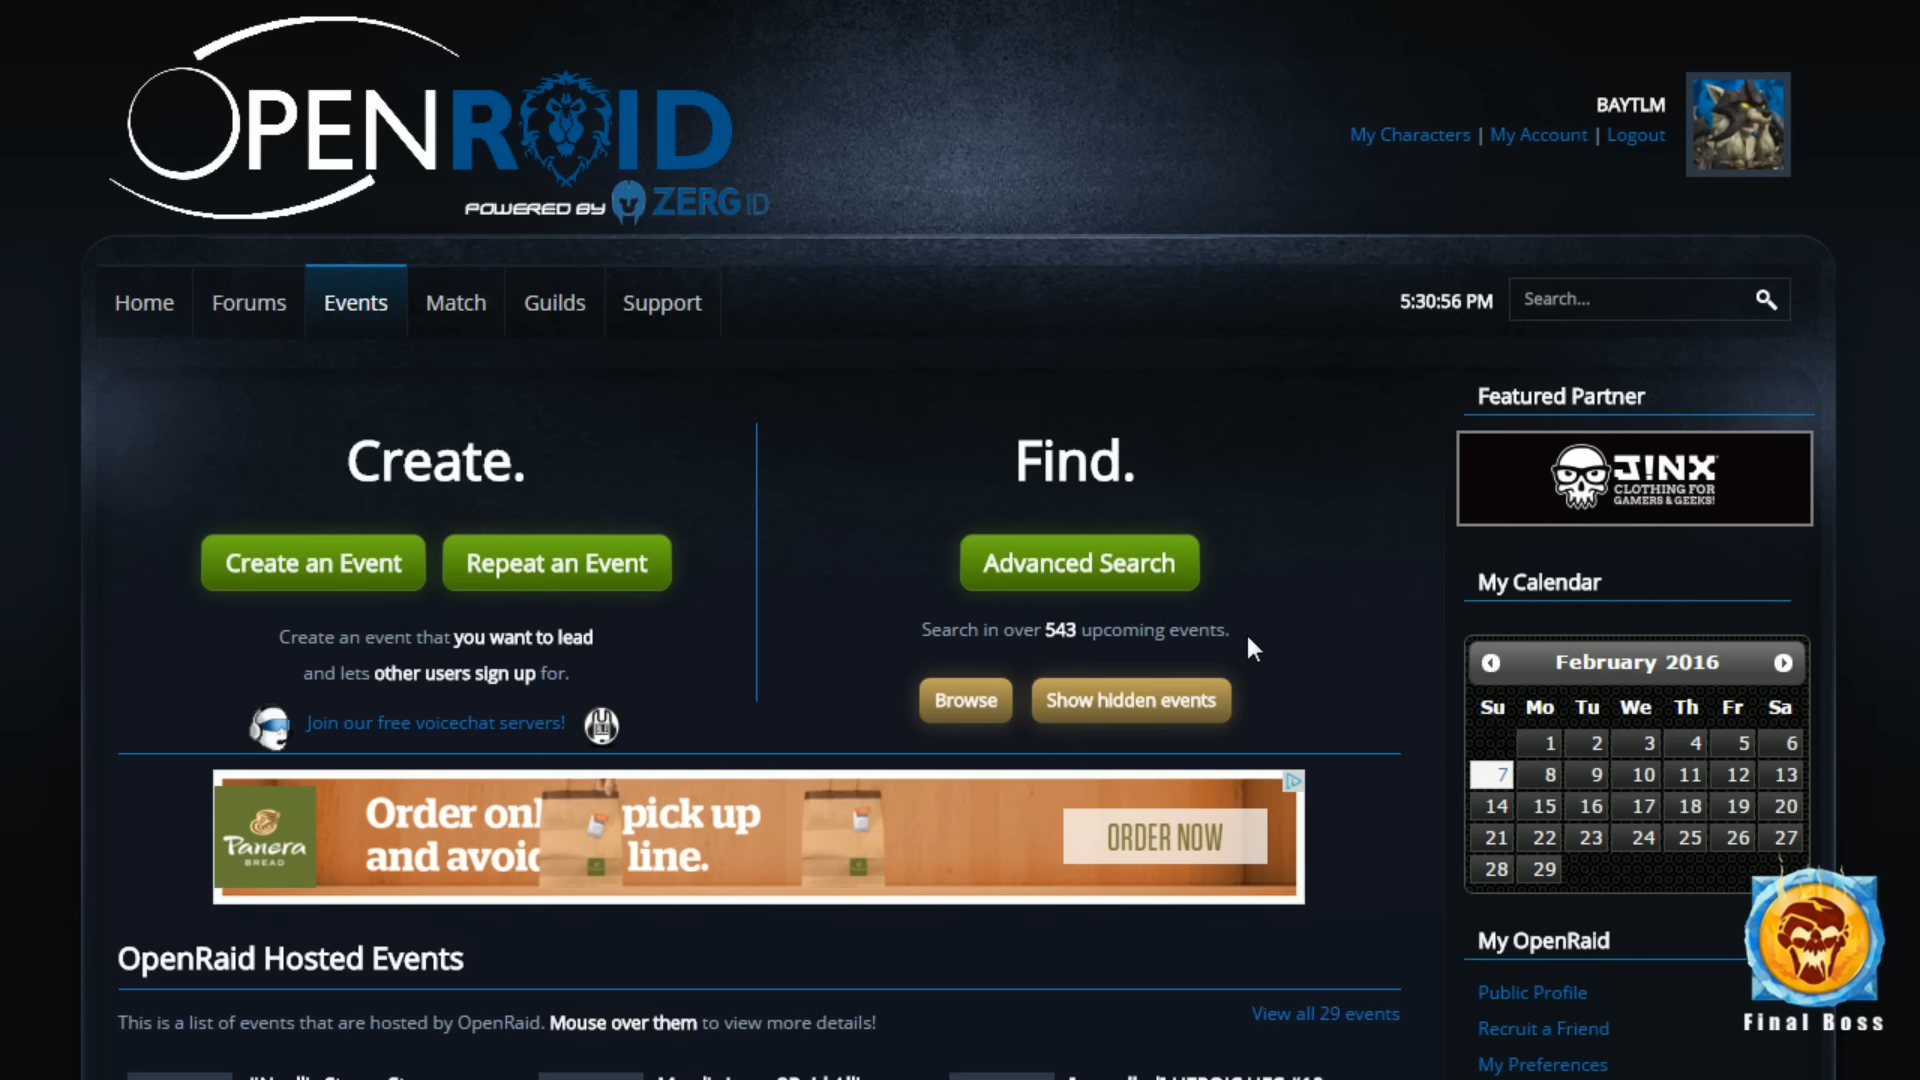 OPENRAID
POWERED BY ZERG ID
BAYTLM
My Characters | My Account | Logout
Home Forums Events Match Guilds Support
5:30:56 PM
Search...
Create.
Create an Event Repeat an Event
Create an event that you want to lead
and lets other users sign up for.
Join our free voicechat servers!
Find.
Advanced Search
Search in over 543 upcoming events.
Browse Show hidden events
Featured Partner
J!NX
CLOTHING FOR
GAMERS & GEEKS!
My Calendar
February 2016
Su Mo Tu We Th Fr Sa
1 2 3 4 5 6
7 8 9 10 11 12 13
14 15 16 17 18 19 20
21 22 23 24 25 26 27
28 29
Panera
BREAD
Order pick up
and line.
ORDER NOW
OpenRaid Hosted Events
This is a list of events that are hosted by OpenRaid. Mouse over them to view more details!
View all 29 events
My OpenRaid
Public Profile
Recruit a Friend
My Preferences
Final Boss